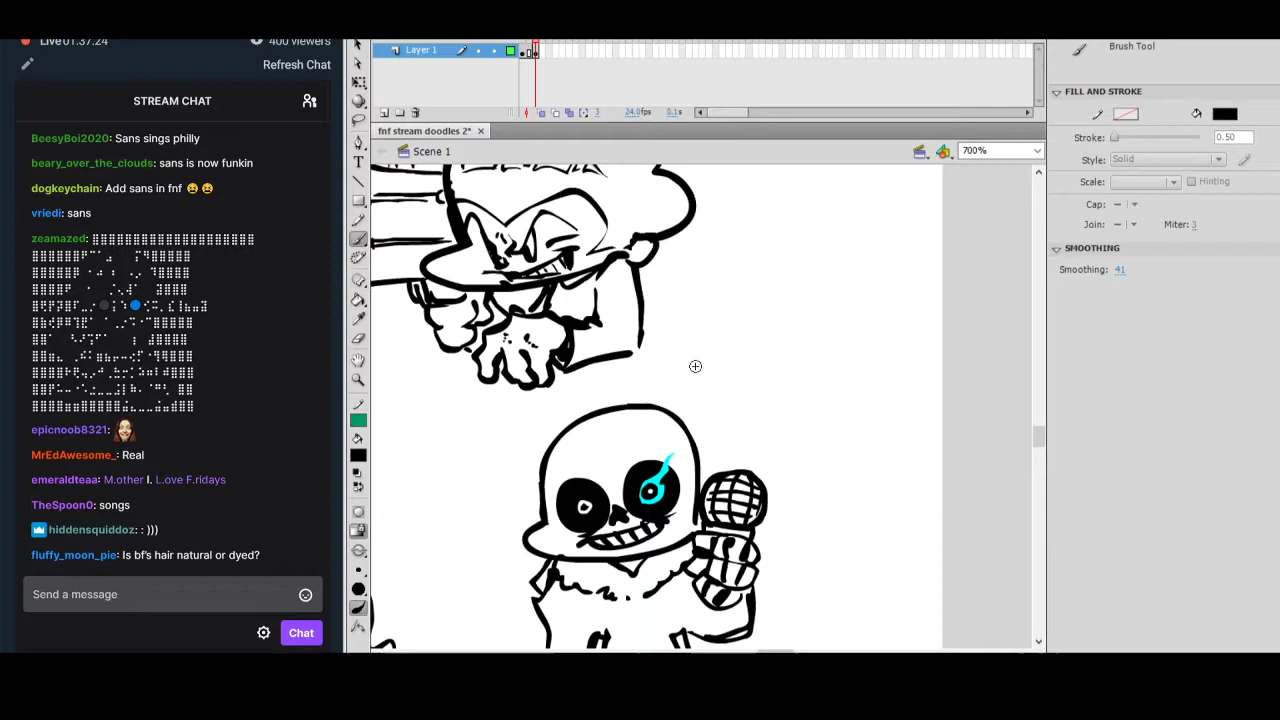 Live 01:37:24
400 viewers
Refresh Chat
STREAM CHAT
BeesyBoi2020: Sans sings philly
beary_over_the_clouds: sans is now funkin
dogkeychain: Add sans in fnf 😫 😫
vriedi: sans
zeamazed:
epicnoob8321:
MrEdAwesome_: Real
emeraldteaa: M.other I. L.ove F.ridays
TheSpoon0: songs
hiddensquiddoz: : )))
fluffy_moon_pie: Is bf's hair natural or dyed?
Send a message
Chat
Layer 1
3
24.0fps
0.1s
fnf stream doodles 2*
Scene 1
700%
Brush Tool
FILL AND STROKE
Stroke:
0.50
Style:
Solid
Scale:
Hinting
Cap:
Join:
Miter: 3
SMOOTHING
Smoothing: 41